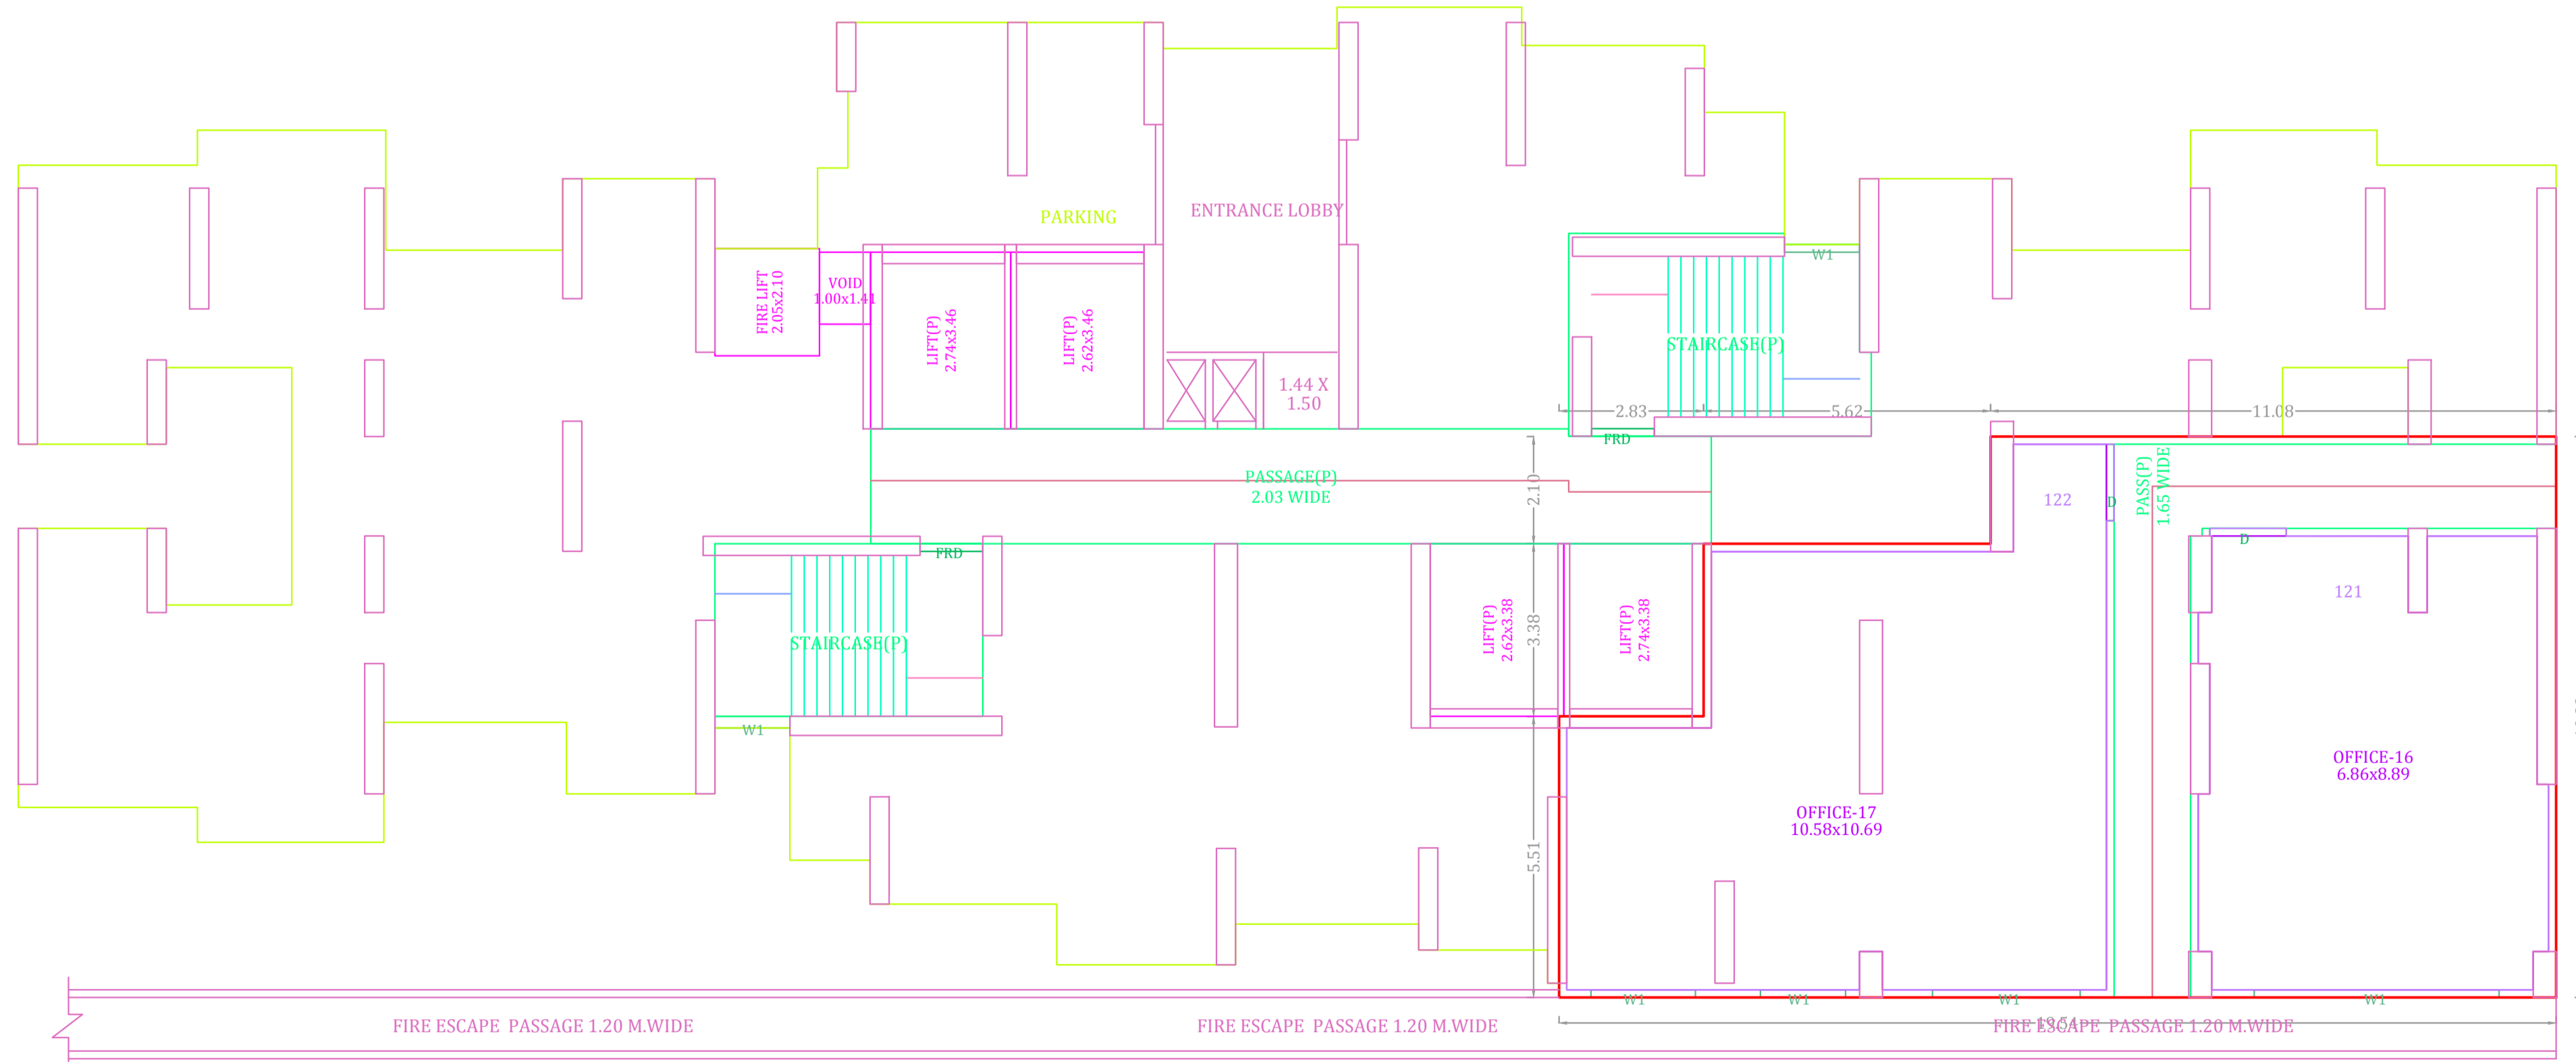 PARKING
ENTRANCE LOBBY
W1
FIRE LIFT
2.05x2.10
VOID
1.00x1.41
LIFT(P)
2.74x3.46
LIFT(P)
2.62x3.46
STAIRCASE(P)
1.44 X
1.50
2.83
5.62
11.08
FRD
PASSAGE(P)
2.03 WIDE
2.10
122
D
PASS(P)
1.65 WIDE
FRD
D
121
STAIRCASE(P)
LIFT(P)
2.62x3.38
3.38
LIFT(P)
2.74x3.38
W1
OFFICE-16
6.86x8.89
OFFICE-17
10.58x10.69
5.51
W1
W1
W1
W1
FIRE ESCAPE PASSAGE 1.20 M.WIDE
FIRE ESCAPE PASSAGE 1.20 M.WIDE
FIRE ESCAPE PASSAGE 1.20 M.WIDE
19.54